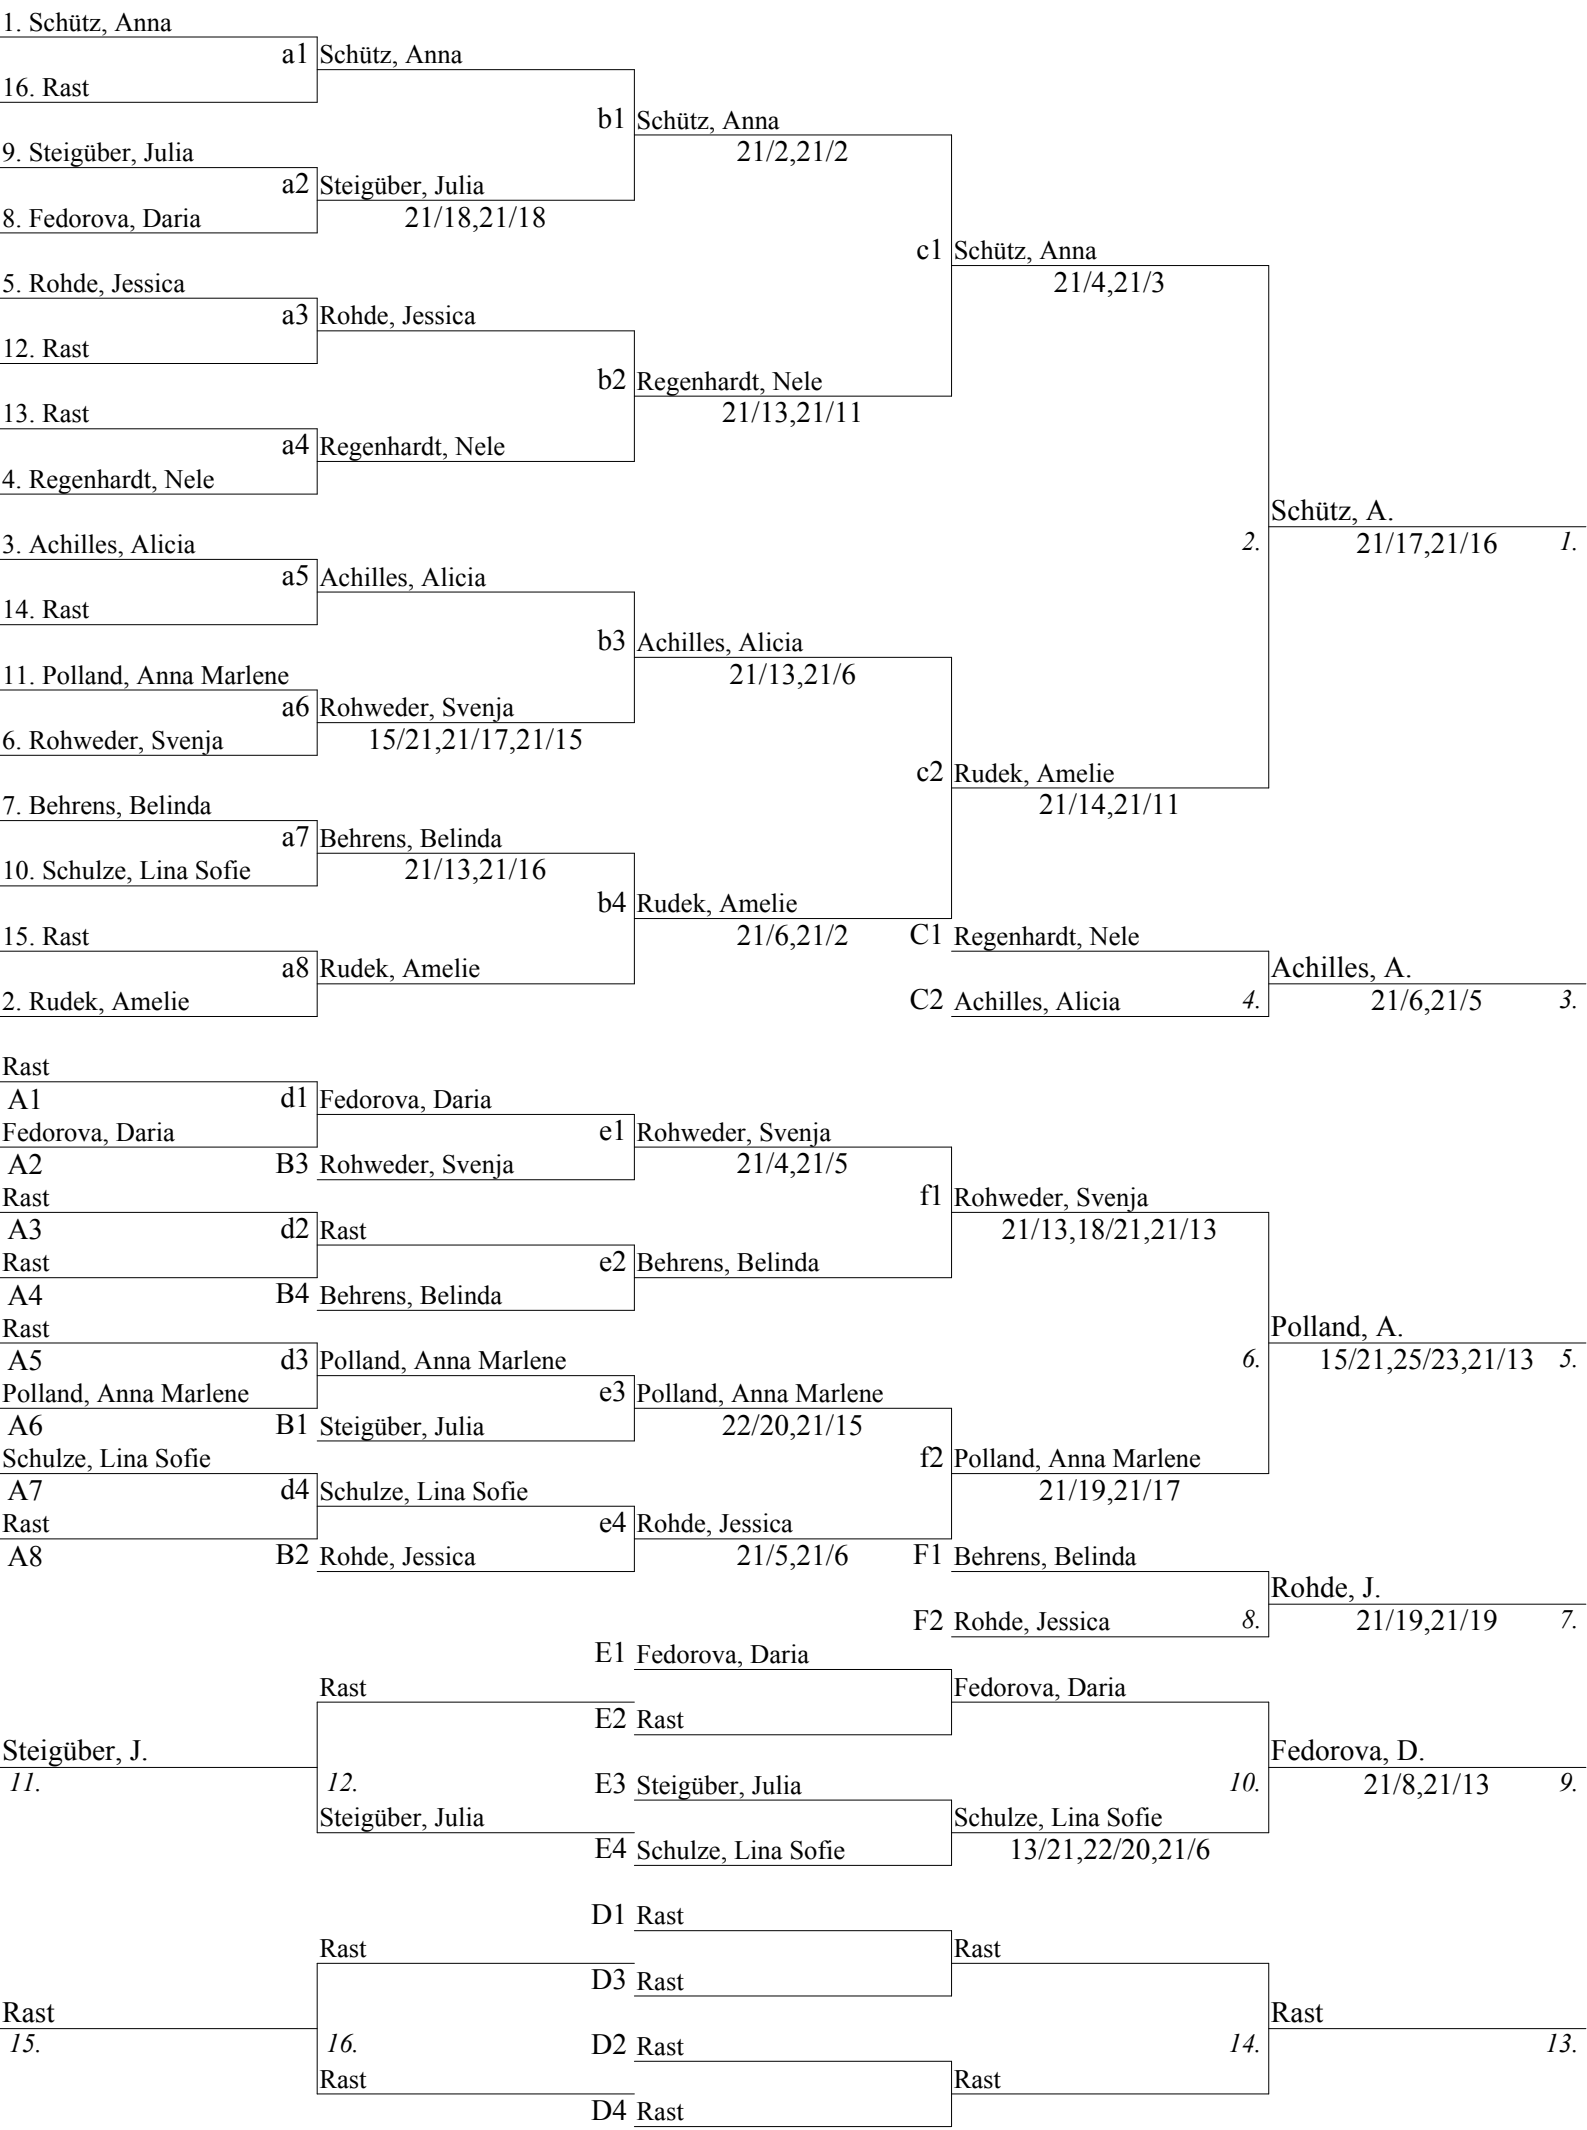 1. Schütz, Anna
a1 Schütz, Anna
16. Rast
b1 Schütz, Anna
21/2,21/2
9. Steigüber, Julia
a2 Steigüber, Julia
21/18,21/18
8. Fedorova, Daria
c1 Schütz, Anna
21/4,21/3
5. Rohde, Jessica
a3 Rohde, Jessica
12. Rast
b2 Regenhardt, Nele
21/13,21/11
13. Rast
a4 Regenhardt, Nele
4. Regenhardt, Nele
Schütz, A.
2. 21/17,21/16 1.
3. Achilles, Alicia
a5 Achilles, Alicia
14. Rast
b3 Achilles, Alicia
21/13,21/6
11. Polland, Anna Marlene
a6 Rohweder, Svenja
15/21,21/17,21/15
6. Rohweder, Svenja
c2 Rudek, Amelie
21/14,21/11
7. Behrens, Belinda
a7 Behrens, Belinda
21/13,21/16
10. Schulze, Lina Sofie
b4 Rudek, Amelie
21/6,21/2
15. Rast
C1 Regenhardt, Nele
a8 Rudek, Amelie
Achilles, A.
2. Rudek, Amelie
C2 Achilles, Alicia 4. 21/6,21/5 3.
Rast
A1 d1 Fedorova, Daria
Fedorova, Daria
e1 Rohweder, Svenja
A2 B3 Rohweder, Svenja
21/4,21/5
Rast
f1 Rohweder, Svenja
A3 d2 Rast
21/13,18/21,21/13
Rast
e2 Behrens, Belinda
A4 B4 Behrens, Belinda
Rast
Polland, A.
A5 d3 Polland, Anna Marlene
6. 15/21,25/23,21/13 5.
Polland, Anna Marlene
e3 Polland, Anna Marlene
A6 B1 Steigüber, Julia
22/20,21/15
Schulze, Lina Sofie
f2 Polland, Anna Marlene
A7 d4 Schulze, Lina Sofie
21/19,21/17
Rast
e4 Rohde, Jessica
A8 B2 Rohde, Jessica
21/5,21/6
F1 Behrens, Belinda
Rohde, J.
F2 Rohde, Jessica 8. 21/19,21/19 7.
E1 Fedorova, Daria
Rast
Fedorova, Daria
E2 Rast
Steigüber, J.
Fedorova, D.
11. 12.
E3 Steigüber, Julia
10. 21/8,21/13 9.
Steigüber, Julia
Schulze, Lina Sofie
E4 Schulze, Lina Sofie
13/21,22/20,21/6
D1 Rast
Rast
Rast
D3 Rast
Rast
Rast
15. 16.
D2 Rast
14. 13.
Rast
Rast
D4 Rast